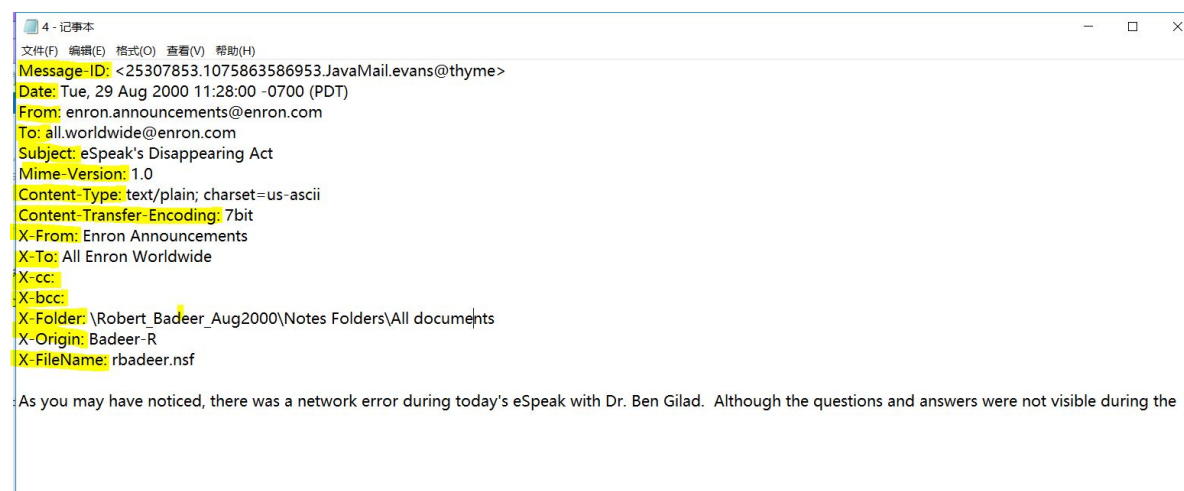 4 - 记事本
文件(F) 编辑(E) 格式(O) 查看(V) 帮助(H)
Message-ID: <25307853.1075863586953.JavaMail.evans@thyme>
Date: Tue, 29 Aug 2000 11:28:00 -0700 (PDT)
From: enron.announcements@enron.com
To: all.worldwide@enron.com
Subject: eSpeak's Disappearing Act
Mime-Version: 1.0
Content-Type: text/plain; charset=us-ascii
Content-Transfer-Encoding: 7bit
X-From: Enron Announcements
X-To: All Enron Worldwide
X-cc:
X-bcc:
X-Folder: \Robert_Badeer_Aug2000\Notes Folders\All documents
X-Origin: Badeer-R
X-FileName: rbadeer.nsf
As you may have noticed, there was a network error during today's eSpeak with Dr. Ben Gilad.  Although the questions and answers were not visible during the